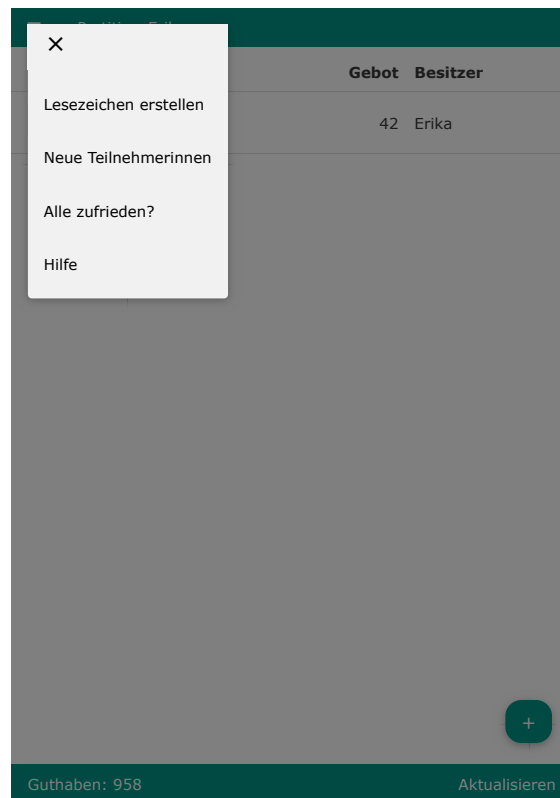 Gebot Besitzer
Lesezeichen erstellen
42 Erika
Neue Teilnehmerinnen
Alle zufrieden?
Hilfe
+
Guthaben: 958 Aktualisieren